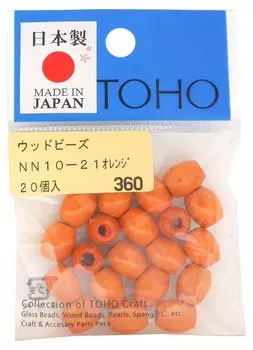 日本製
MADE IN
JAPAN
TOHO
ウッドビーズ
NN10-21ｵﾚﾝｼﾞ
20個入
360
Collection of TOHO Craft
Glass Beads, Wood Beads, Pearls, Spangles... etc.
Craft & Accesary Parts Pack